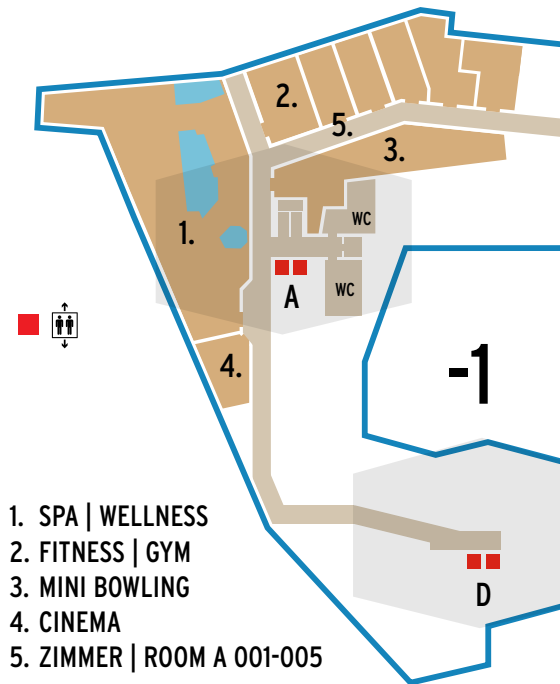 2.
5.
3.
1.
WC
A
WC
4.
-1
D
1. SPA | WELLNESS
2. FITNESS | GYM
3. MINI BOWLING
4. CINEMA
5. ZIMMER | ROOM A 001-005